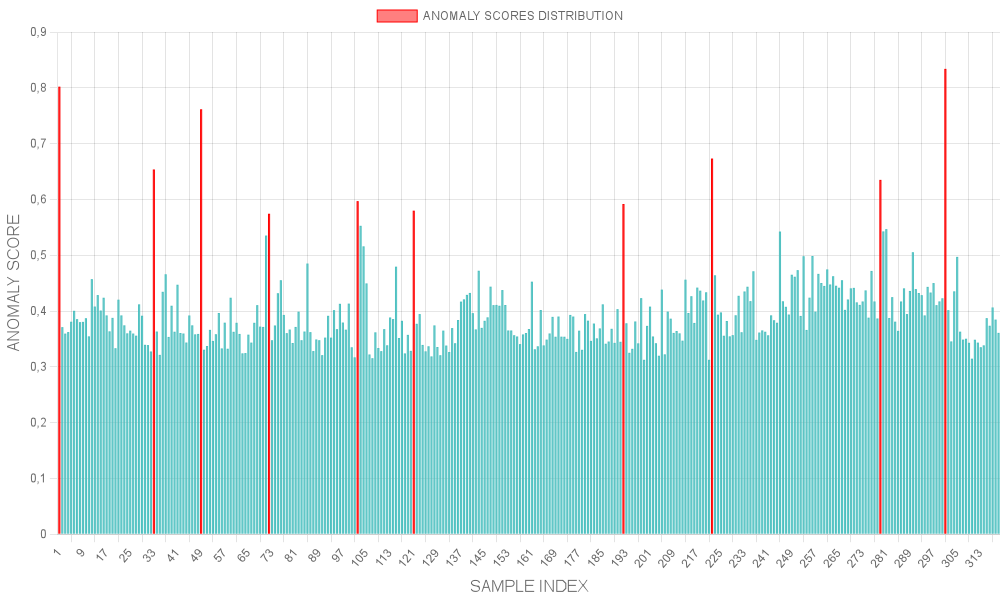 ANOMALY SCORES DISTRIBUTION
0,9
0,8
0,7
0,6
0,5
0,4
0,3
0,2
0,1
0
ANOMALY SCORE
1 9 17 25 33 41 49 57 65 73 81 89 97 105 113 121 129 137 145 153 161 169 177 185 193 201 209 217 225 233 241 249 257 265 273 281 289 297 305 313
SAMPLE INDEX